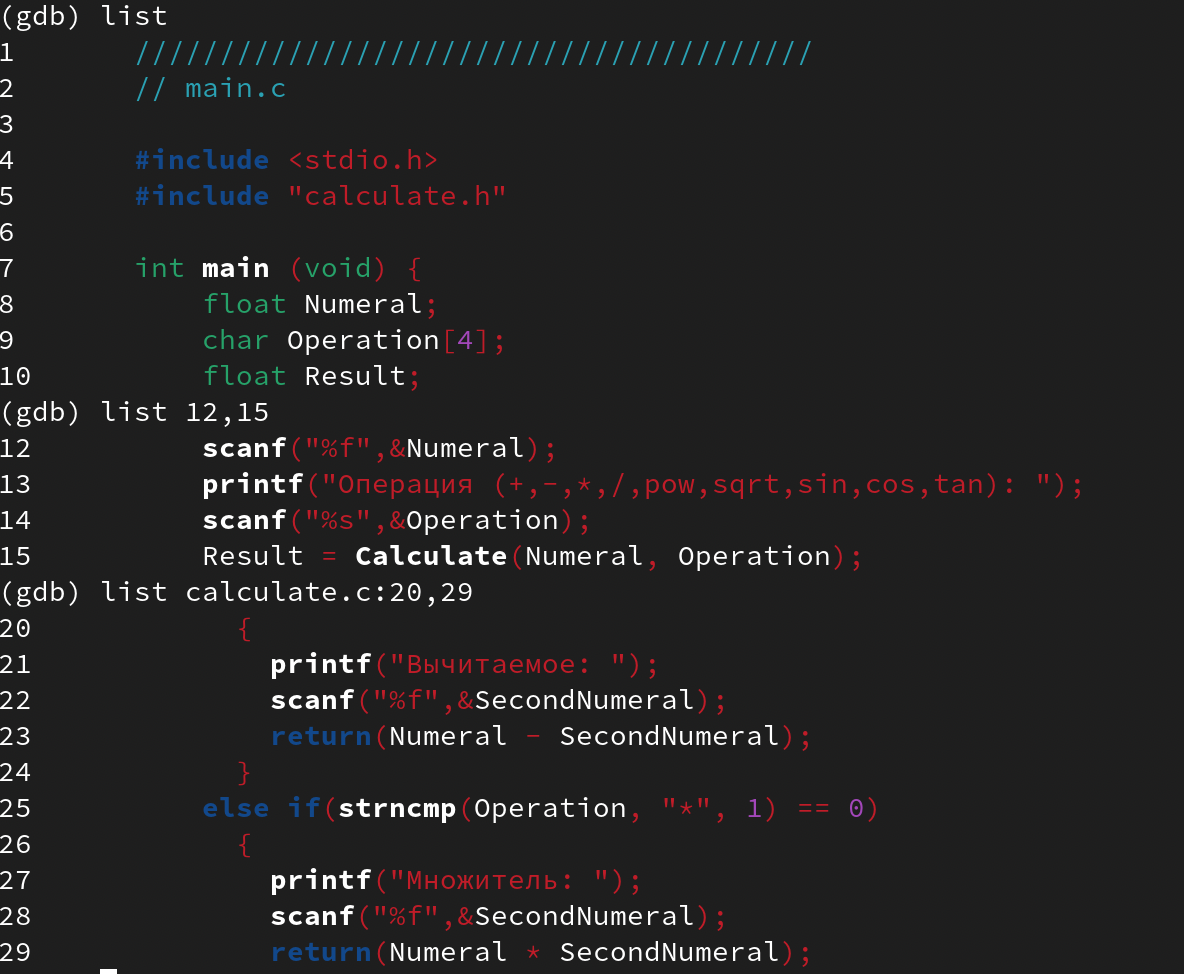 (gdb) list
1       ////////////////////////////////////////
2       // main.c
3
4       #include <stdio.h>
5       #include "calculate.h"
6
7       int main (void) {
8           float Numeral;
9           char Operation[4];
10          float Result;
(gdb) list 12,15
12          scanf("%f",&Numeral);
13          printf("Операция (+,-,*,/,pow,sqrt,sin,cos,tan): ");
14          scanf("%s",&Operation);
15          Result = Calculate(Numeral, Operation);
(gdb) list calculate.c:20,29
20            {
21              printf("Вычитаемое: ");
22              scanf("%f",&SecondNumeral);
23              return(Numeral - SecondNumeral);
24            }
25          else if(strncmp(Operation, "*", 1) == 0)
26            {
27              printf("Множитель: ");
28              scanf("%f",&SecondNumeral);
29              return(Numeral * SecondNumeral);